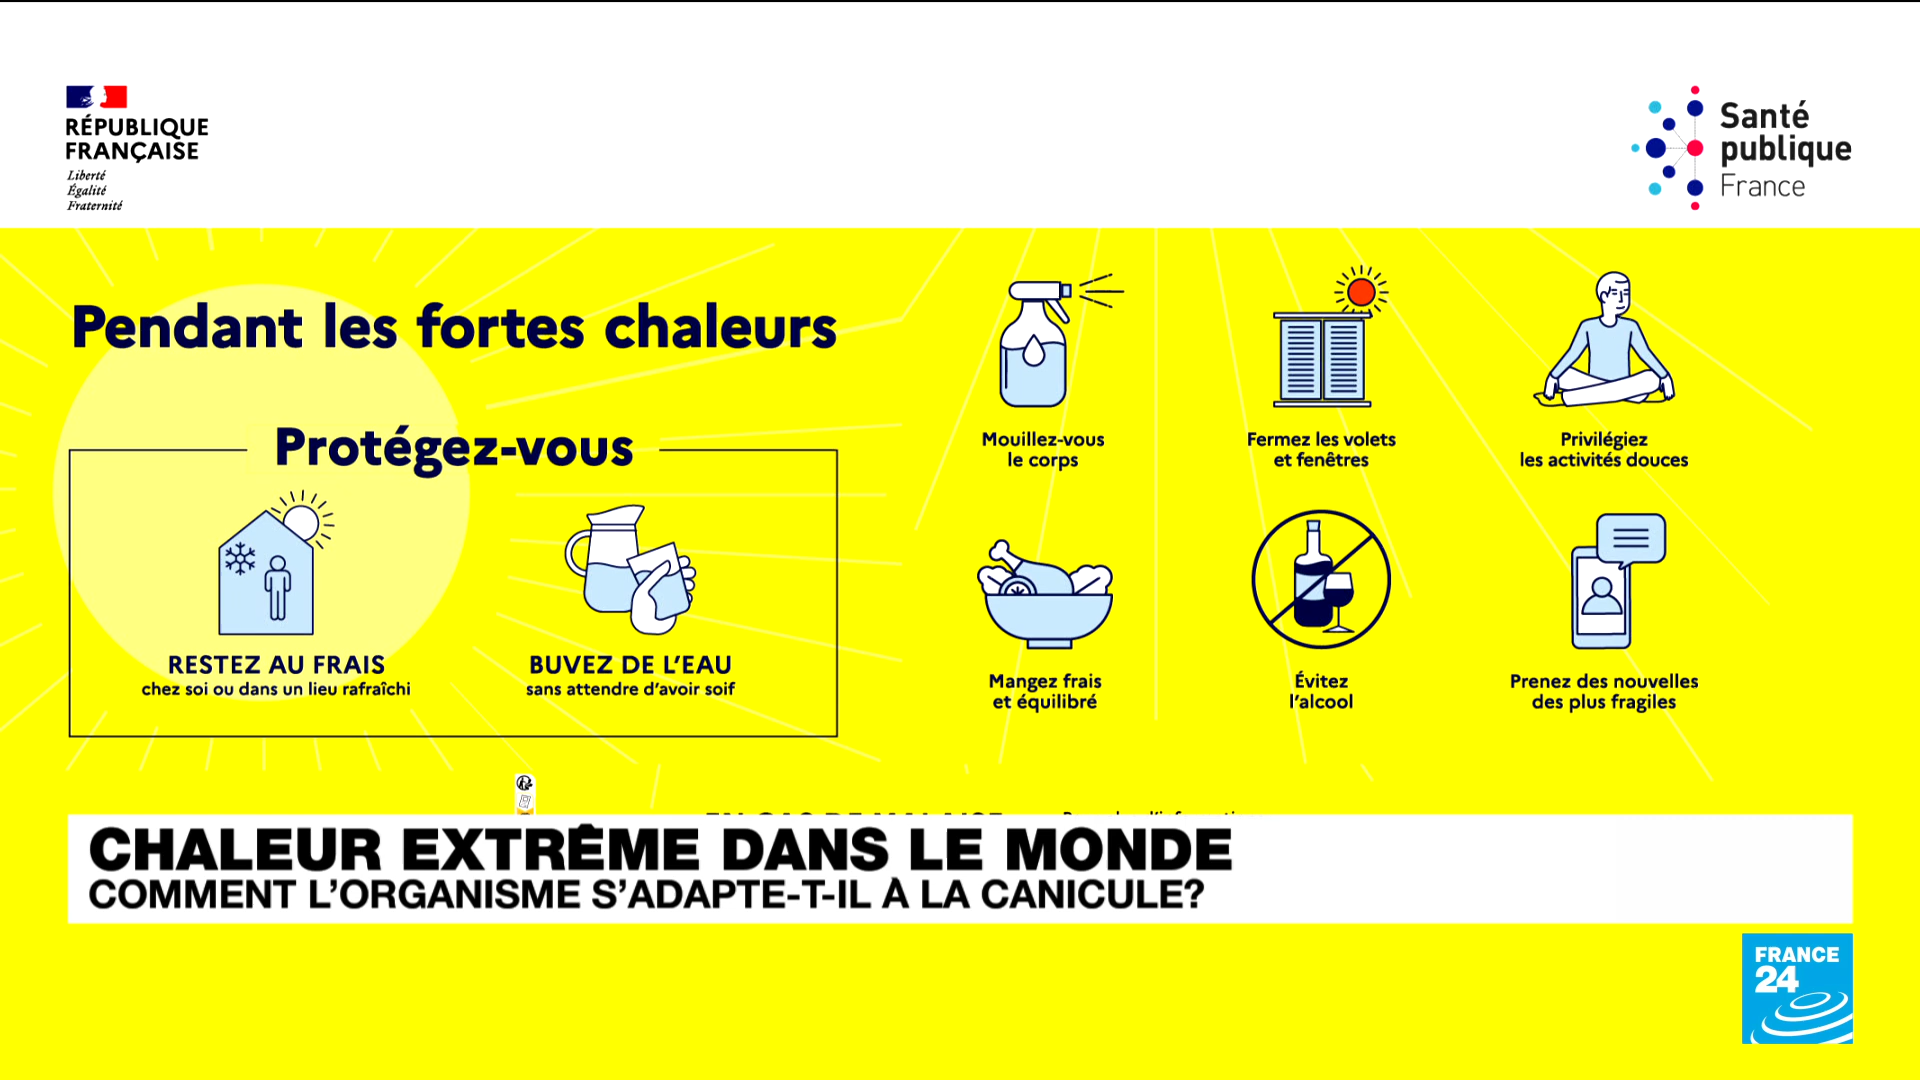 RÉPUBLIQUE
FRANÇAISE
Liberté
Égalité
Fraternité
Santé
publique
France
Pendant les fortes chaleurs
Protégez-vous
RESTEZ AU FRAIS
chez soi ou dans un lieu rafraîchi
BUVEZ DE L'EAU
sans attendre d'avoir soif
Mouillez-vous
le corps
Fermez les volets
et fenêtres
Privilégiez
les activités douces
Mangez frais
et équilibré
Évitez
l'alcool
Prenez des nouvelles
des plus fragiles
CHALEUR EXTRÊME DANS LE MONDE
COMMENT L'ORGANISME S'ADAPTE-T-IL À LA CANICULE?
FRANCE
24